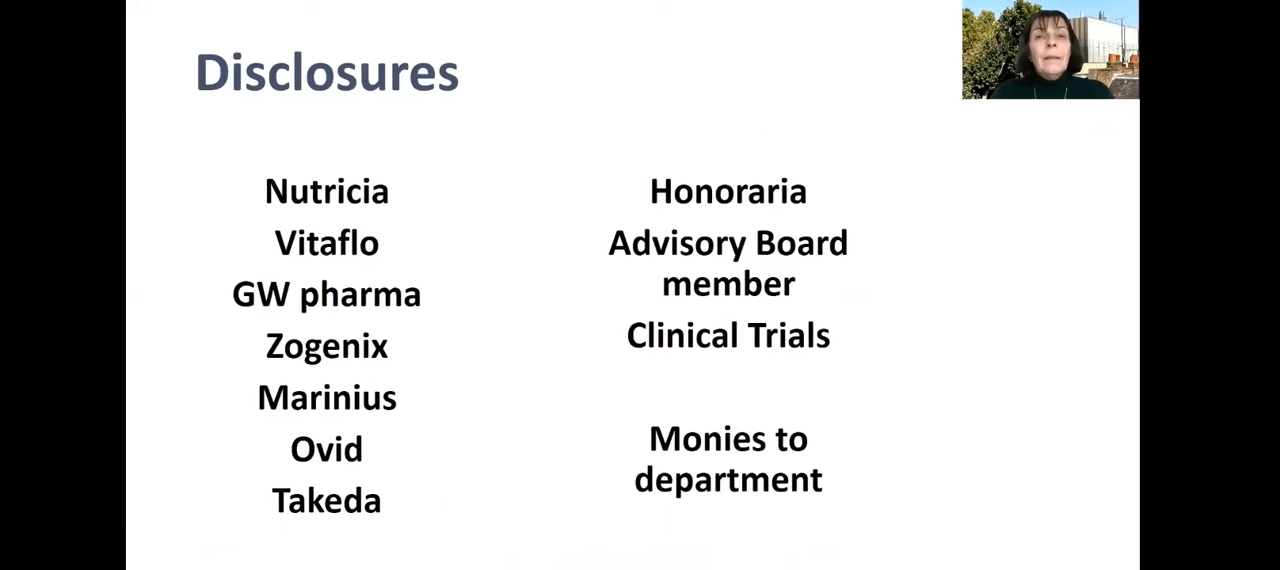 Disclosures
Nutricia
Vitaflo
GW pharma
Zogenix
Marinius
Ovid
Takeda
Honoraria
Advisory Board
member
Clinical Trials
Monies to
department